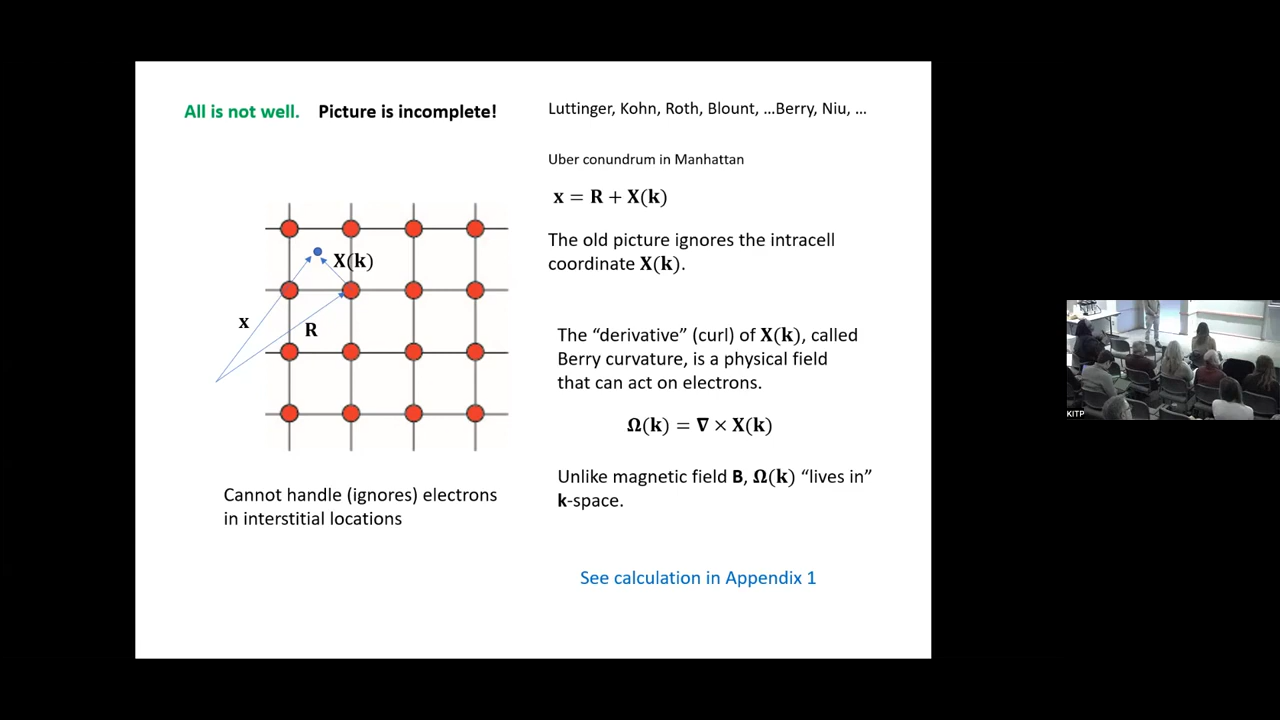 All is not well. Picture is incomplete!
Luttinger, Kohn, Roth, Blount, ...Berry, Niu, ...
Uber conundrum in Manhattan
x = R + X(k)
The old picture ignores the intracell
coordinate X(k).
X(k)
x
R
The “derivative” (curl) of X(k), called
Berry curvature, is a physical field
that can act on electrons.
Ω(k) = ∇ × X(k)
Unlike magnetic field B, Ω(k) “lives in”
k-space.
Cannot handle (ignores) electrons
in interstitial locations
See calculation in Appendix 1
KITP